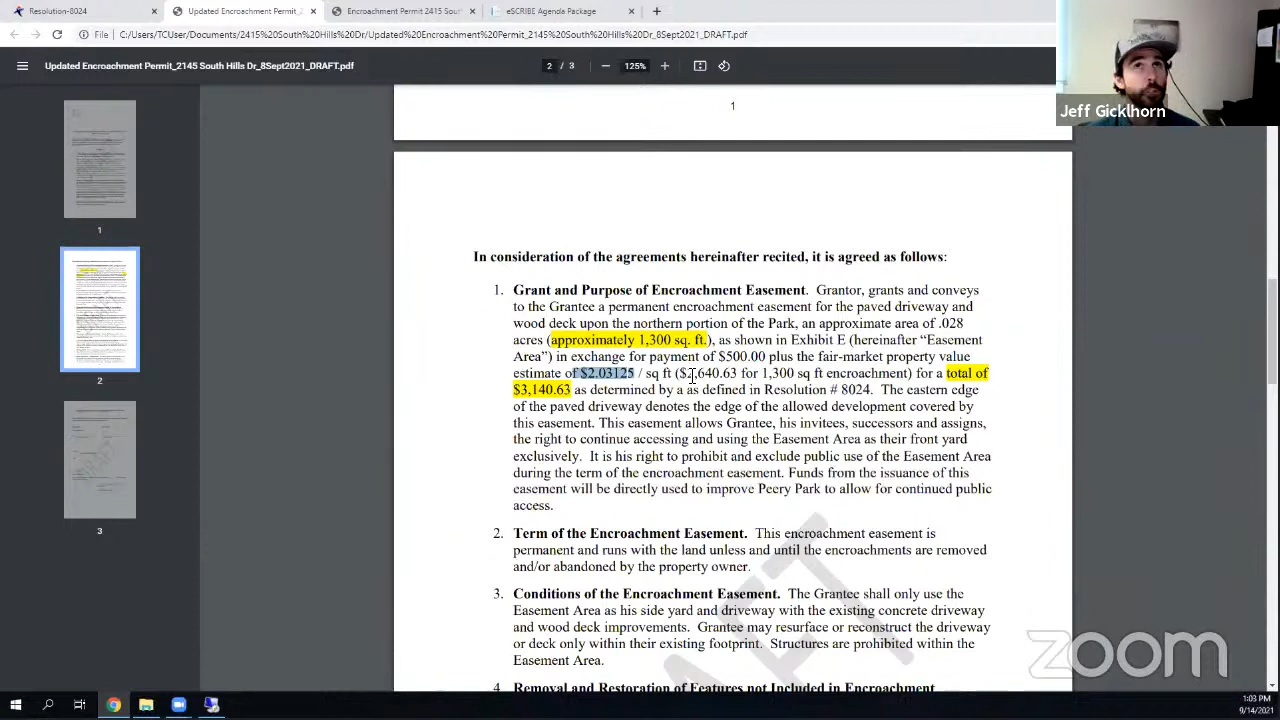 Resolution-8024
Updated Encroachment Permit_2
Encroachment Permit 2415 Sout
eSCRIBE Agenda Package
File | C:/Users/TCUser/Documents/2415%20South%20Hills%20Dr/Updated%20Encroachment%20Permit_2145%20South%20Hills%20Dr_8Sept2021_DRAFT.pdf
Updated Encroachment Permit_2145 South Hills Dr_8Sept2021_DRAFT.pdf
2 / 3
125%
Jeff Gicklhorn
1
2
3
1
In consideration of the agreements hereinafter recited, it is agreed as follows:
1. Grant and Purpose of Encroachment Easement. Grantor, grants and conveys
to the Grantee a permanent encroachment easement for the paved driveway and
wood deck upon the northern portion of the Park, an approximate area of .028
acres (approximately 1,300 sq. ft.), as shown in Exhibit E (hereinafter “Easement
Area”) in exchange for payment of $500.00 plus the fair-market property value
estimate of $2.03125 / sq ft ($2,640.63 for 1,300 sq ft encroachment) for a total of
$3,140.63 as determined by a as defined in Resolution # 8024. The eastern edge
of the paved driveway denotes the edge of the allowed development covered by
this easement. This easement allows Grantee, his invitees, successors and assigns,
the right to continue accessing and using the Easement Area as their front yard
exclusively. It is his right to prohibit and exclude public use of the Easement Area
during the term of the encroachment easement. Funds from the issuance of this
easement will be directly used to improve Peery Park to allow for continued public
access.
2. Term of the Encroachment Easement. This encroachment easement is
permanent and runs with the land unless and until the encroachments are removed
and/or abandoned by the property owner.
3. Conditions of the Encroachment Easement. The Grantee shall only use the
Easement Area as his side yard and driveway with the existing concrete driveway
and wood deck improvements. Grantee may resurface or reconstruct the driveway
or deck only within their existing footprint. Structures are prohibited within the
Easement Area.
4. Removal and Restoration of Features not Included in Encroachment
zoom
1:03 PM
9/14/2021